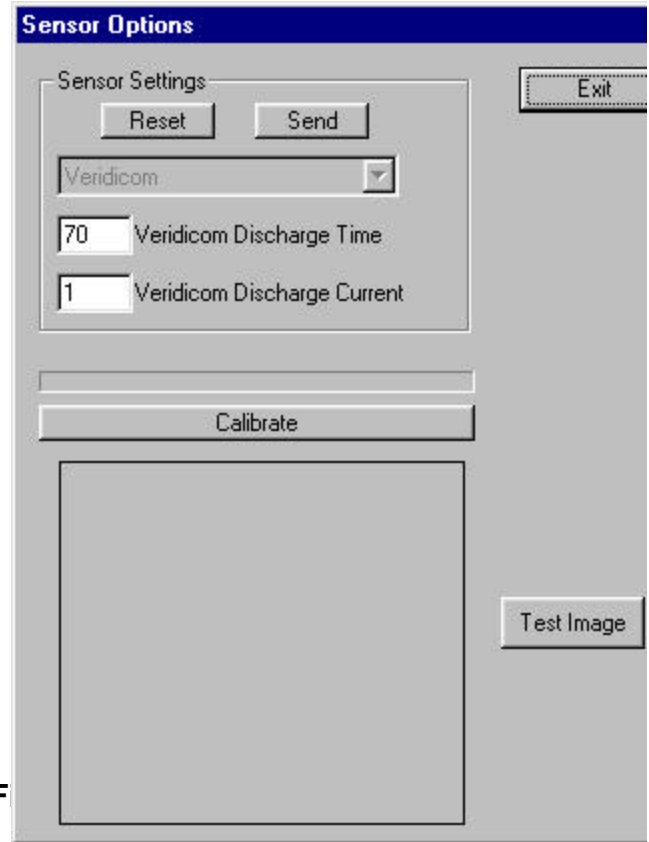 Sensor Options
Sensor Settings
Exit
Reset Send
Veridicom
70 Veridicom Discharge Time
1 Veridicom Discharge Current
Calibrate
Test Image